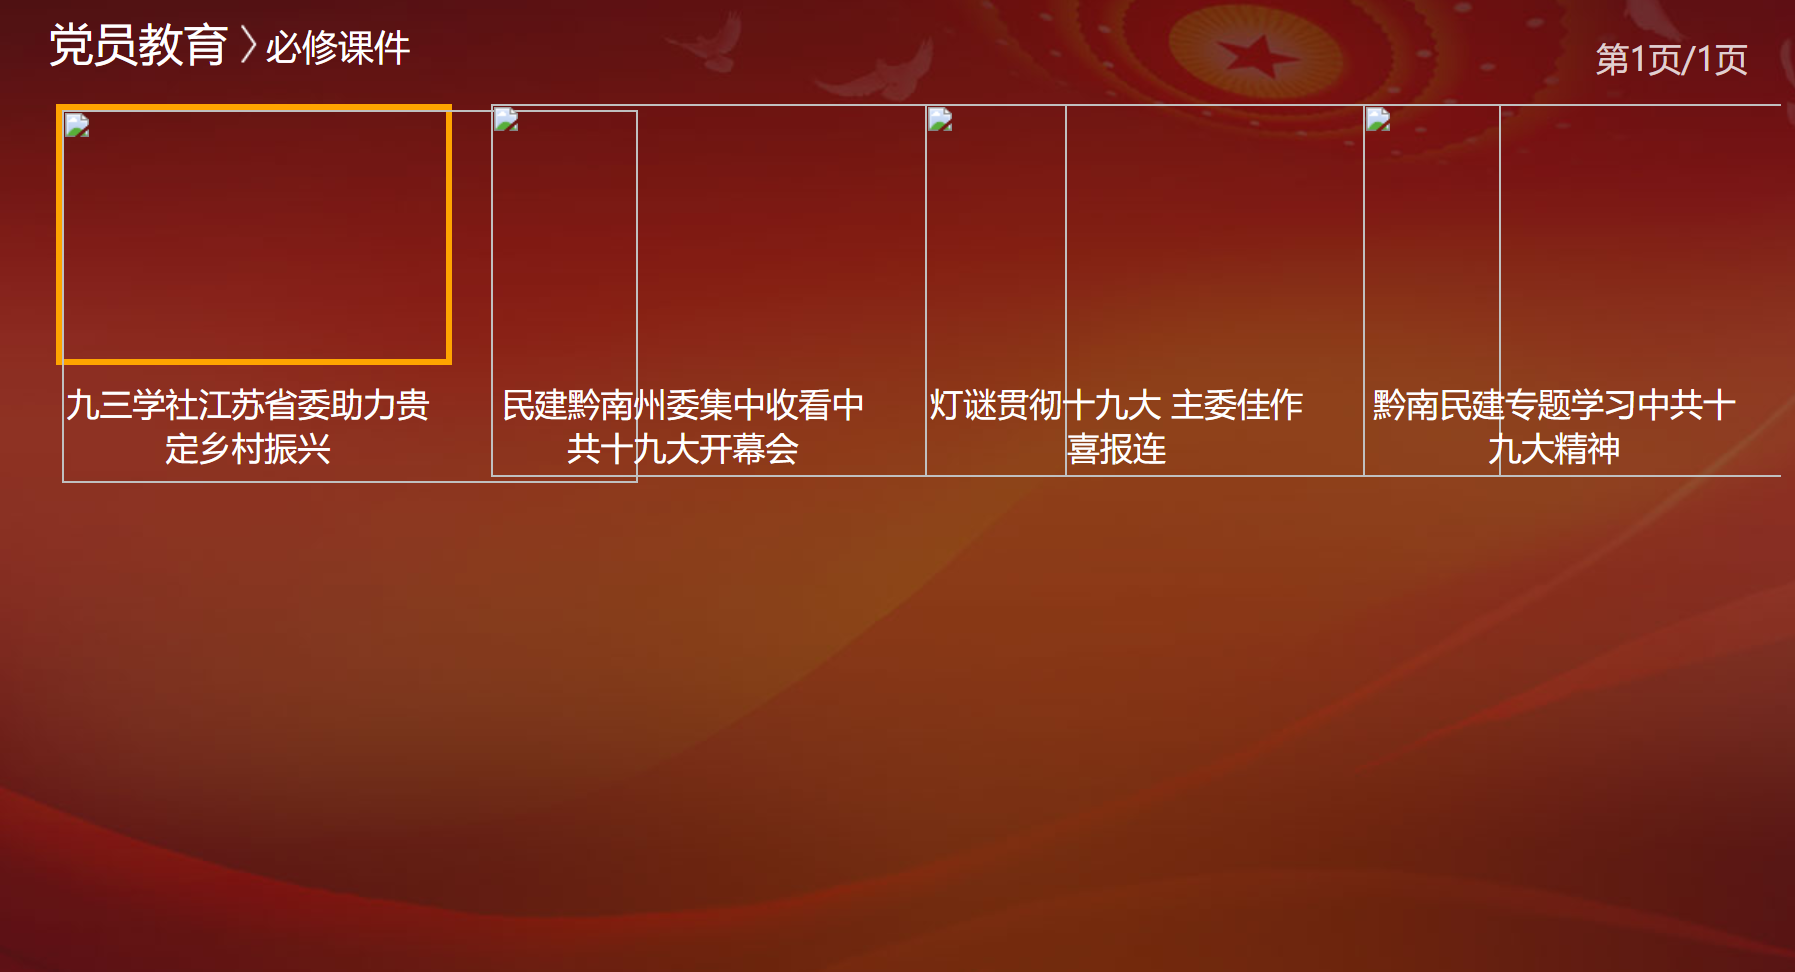 党员教育〉必修课件
第1页/1页
九三学社江苏省委助力贵
定乡村振兴
民建黔南州委集中收看中
共十九大开幕会
灯谜贯彻十九大 主委佳作
喜报连
黔南民建专题学习中共十
九大精神